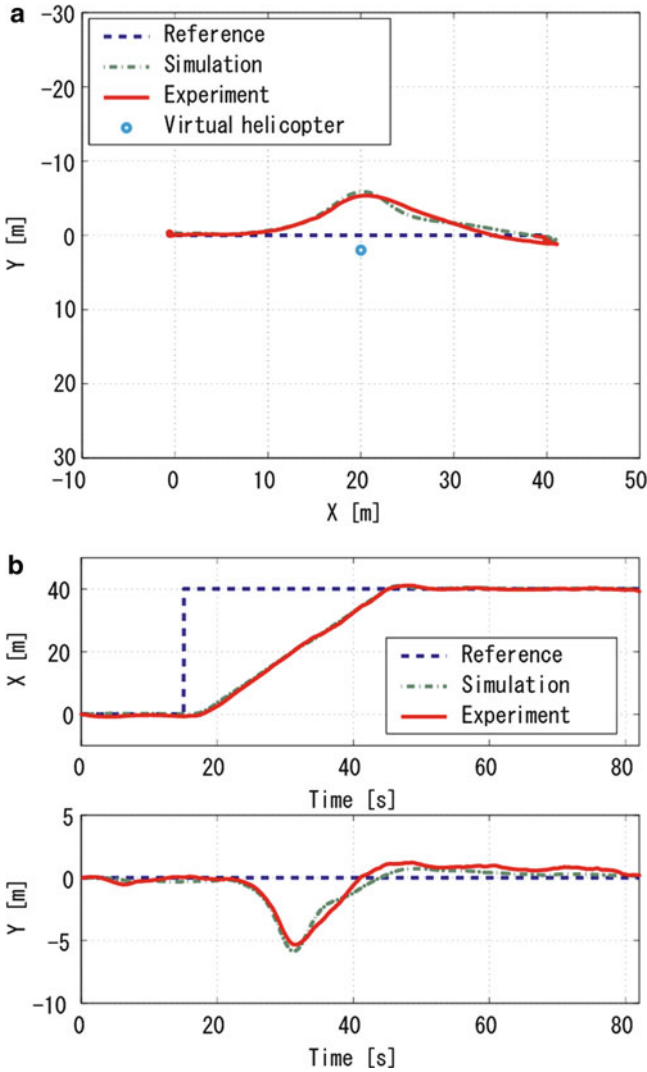 a
-30
-20
-10
0
10
20
30
Y [m]
Reference
Simulation
Experiment
Virtual helicopter
-10
0
10
20
30
40
50
X [m]
b
40
20
0
X [m]
Reference
Simulation
Experiment
0
20
40
60
80
Time [s]
5
0
-5
-10
Y [m]
0
20
40
60
80
Time [s]